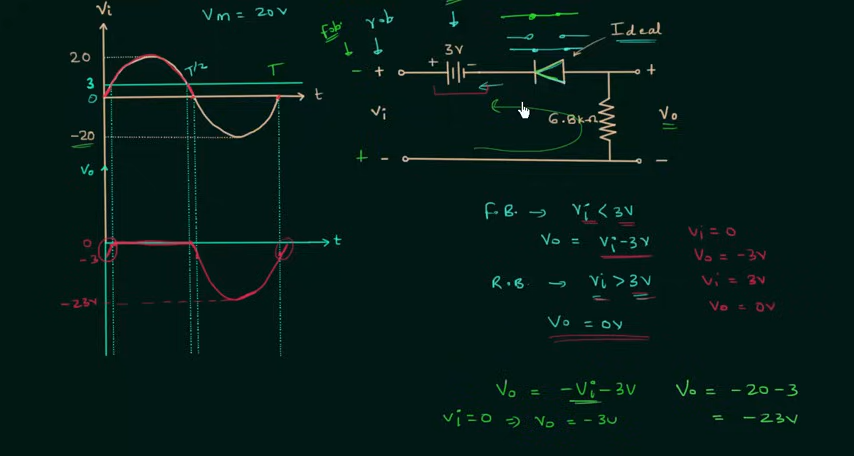 Vi
Vm = 20V
20
3
0
-20
T/2
T
t
Vo
0
-3
-23V
t
f.b.
r.b
- +
+ -
3V
+ -
Ideal
Vi
6.8kΩ
+
Vo
-
F.B. → Vi < 3V
Vo = Vi-3V
R.B. → Vi > 3V
Vo = 0V
Vi = 0
Vo = -3V
Vi = 3V
Vo = 0V
Vo = -Vi-3V
Vi=0 ⇒ Vo = -3V
Vo = -20-3
= -23V